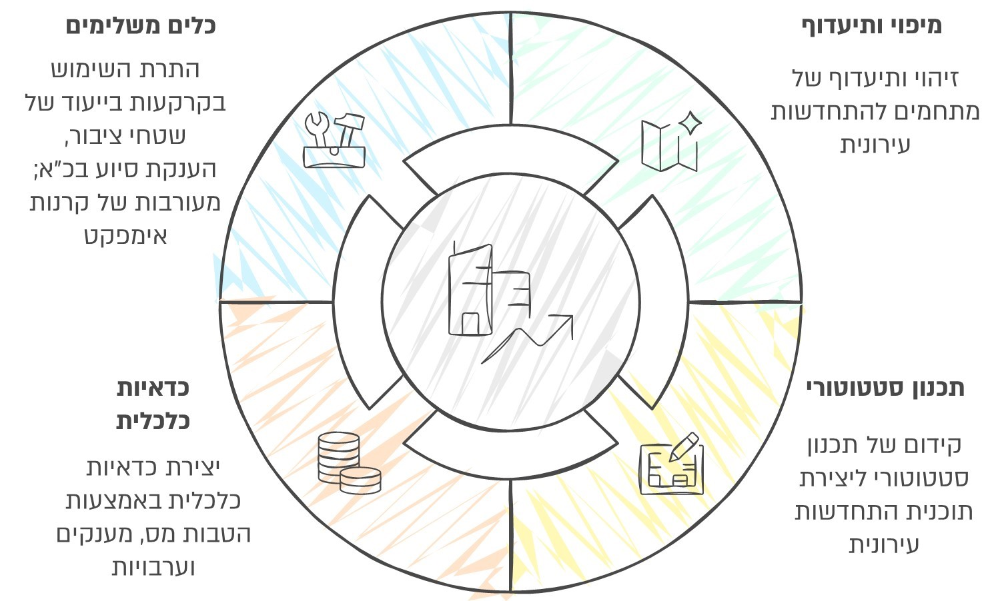 מיפוי ותיעדוף
זיהוי ותיעדוף של
מתחמים להתחדשות
עירונית
תכנון סטטוטורי
קידום של תכנון
סטטוטורי ליצירת
תוכנית התחדשות
עירונית
כדאיות
כלכלית
יצירת כדאיות
כלכלית באמצעות
הטבות מס, מענקים
וערבויות
כלים משלימים
התרת השימוש
בקרקעות בייעוד של
שטחי ציבור,
הענקת סיוע בכ"א;
מעורבות של קרנות
אימפקט